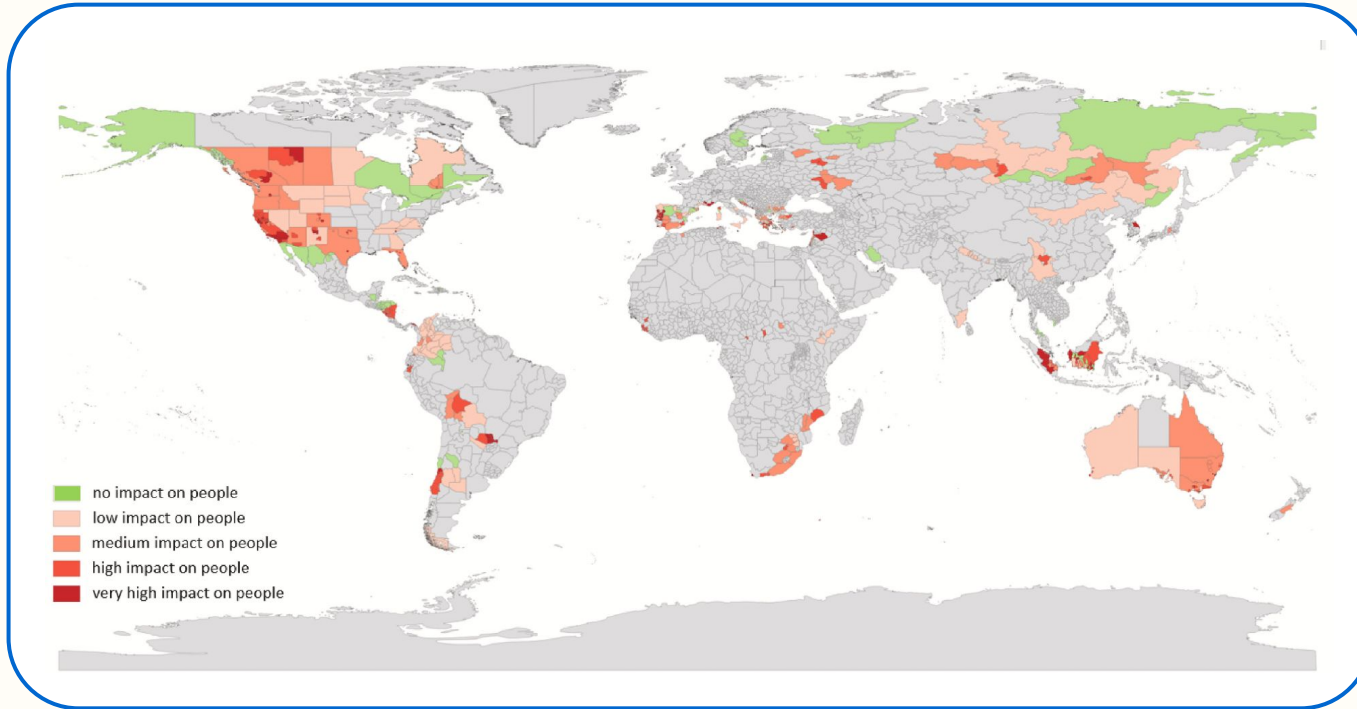 no impact on people
low impact on people
medium impact on people
high impact on people
very high impact on people